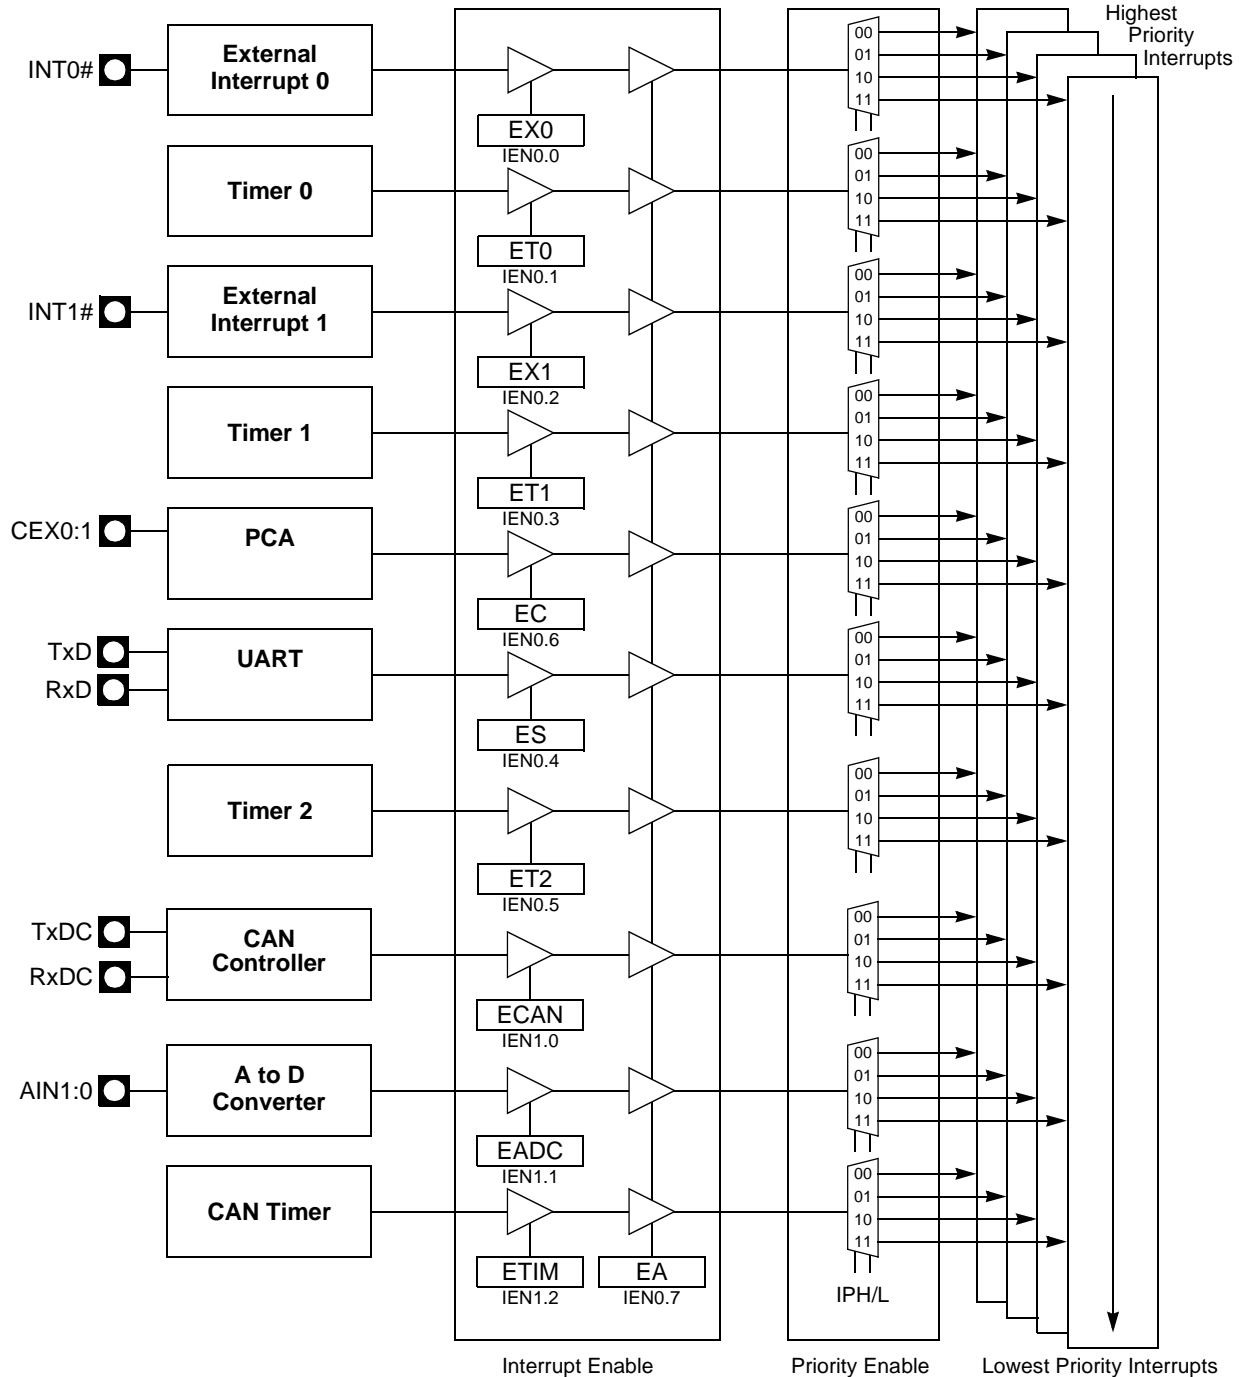 Highest
Priority
Interrupts
INT0#
External
Interrupt 0
EX0
IEN0.0
00
01
10
11
Timer 0
ET0
IEN0.1
00
01
10
11
INT1#
External
Interrupt 1
EX1
IEN0.2
00
01
10
11
Timer 1
ET1
IEN0.3
00
01
10
11
CEX0:1
PCA
EC
IEN0.6
00
01
10
11
TxD
RxD
UART
ES
IEN0.4
00
01
10
11
Timer 2
ET2
IEN0.5
00
01
10
11
TxDC
RxDC
CAN
Controller
ECAN
IEN1.0
00
01
10
11
AIN1:0
A to D
Converter
EADC
IEN1.1
00
01
10
11
CAN Timer
ETIM
IEN1.2
EA
IEN0.7
00
01
10
11
IPH/L
Interrupt Enable
Priority Enable
Lowest Priority Interrupts